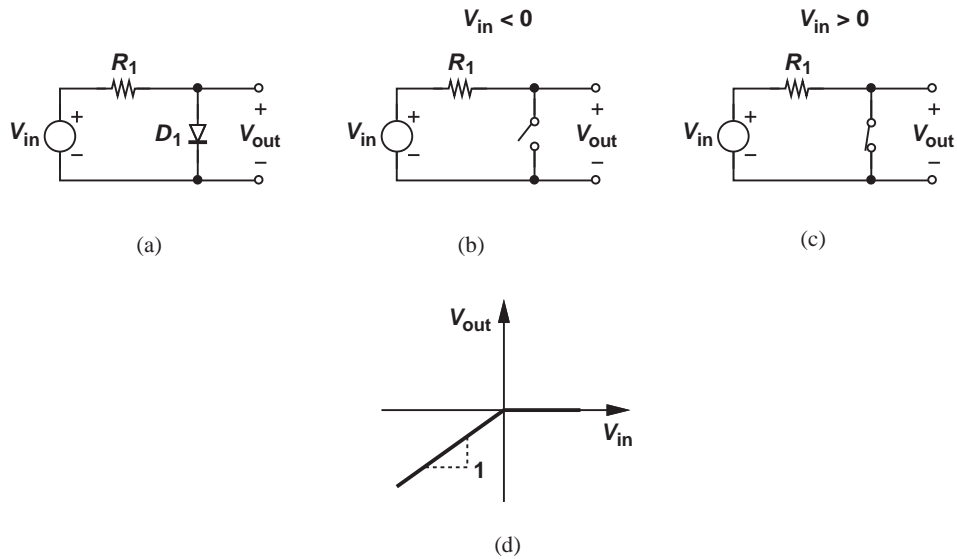 V_in < 0
V_in > 0
R_1
V_in
+
−
D_1
+
V_out
−
(a)
R_1
V_in
+
−
+
V_out
−
(b)
R_1
V_in
+
−
+
V_out
−
(c)
V_out
V_in
1
(d)